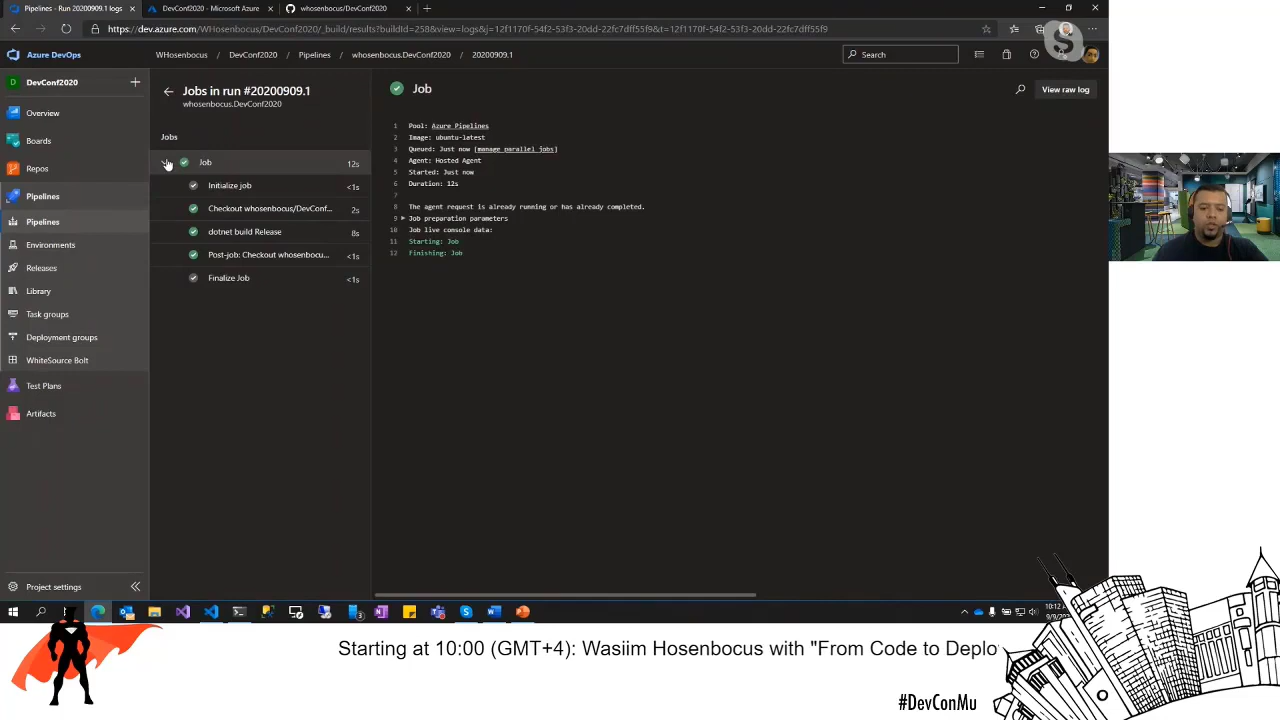 Pipelines - Run 20200909.1 logs
DevConf2020 - Microsoft Azure
whosenbocus/DevConf2020
https://dev.azure.com/WHosenbocus/DevConf2020/_build/results?buildId=258&view=logs&j=12f1170f-54f2-53f3-20dd-22fc7dff55f9&t=12f1170f-54f2-53f3-20dd-22fc7dff55f9
Azure DevOps
WHosenbocus / DevConf2020 / Pipelines / whosenbocus.DevConf2020 / 20200909.1
Search
D DevConf2020
Overview
Boards
Repos
Pipelines
Pipelines
Environments
Releases
Library
Task groups
Deployment groups
WhiteSource Bolt
Test Plans
Artifacts
Project settings
Jobs in run #20200909.1
whosenbocus.DevConf2020
Jobs
Job 12s
Initialize job <1s
Checkout whosenbocus/DevConf... 2s
dotnet build Release 8s
Post-job: Checkout whosenbocu... <1s
Finalize Job <1s
Job
View raw log
1 Pool: Azure Pipelines
2 Image: ubuntu-latest
3 Queued: Just now [manage parallel jobs]
4 Agent: Hosted Agent
5 Started: Just now
6 Duration: 12s
7
8 The agent request is already running or has already completed.
9 Job preparation parameters
10 Job live console data:
11 Starting: Job
12 Finishing: Job
10:12
Starting at 10:00 (GMT+4): Wasiim Hosenbocus with "From Code to Deplo
#DevConMu